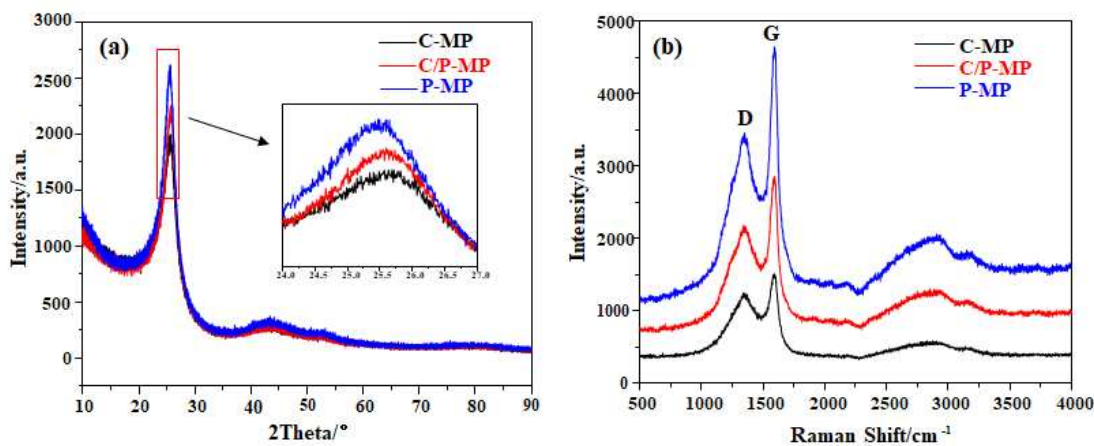 (a)
C-MP
C/P-MP
P-MP
3000
2500
2000
1500
1000
500
0
Intensity/a.u.
24.0 24.5 25.0 25.5 26.0 26.5 27.0
10 20 30 40 50 60 70 80 90
2Theta/°
(b)
D
G
C-MP
C/P-MP
P-MP
5000
4000
3000
2000
1000
0
Intensity/a.u.
500 1000 1500 2000 2500 3000 3500 4000
Raman Shift/cm-1